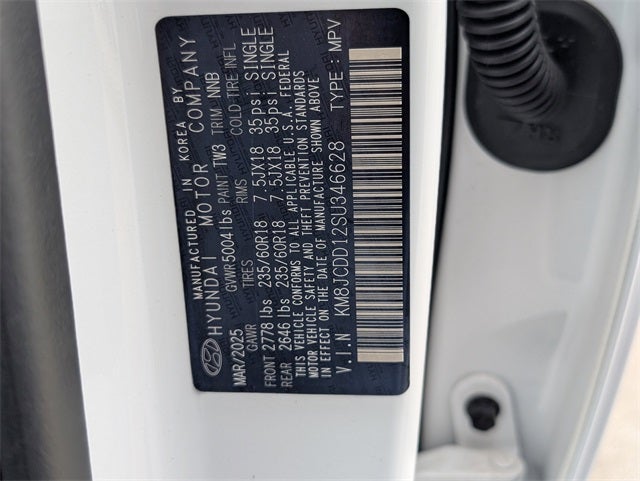 MANUFACTURED IN KOREA BY
HYUNDAI MOTOR COMPANY
MAR/2025 GVWR 5004 lbs PAINT TW3 TRIM NNB
GAWR TIRES RIMS COLD TIRE INFL
FRONT 2778 lbs 235/60R18 7.5JX18 35psi SINGLE
REAR 2646 lbs 235/60R18 7.5JX18 35psi SINGLE
THIS VEHICLE CONFORMS TO ALL APPLICABLE U.S.A. FEDERAL
MOTOR VEHICLE SAFETY AND THEFT PREVENTION STANDARDS
IN EFFECT ON THE DATE OF MANUFACTURE SHOWN ABOVE
V.I.N KM8JCDD12SU346628 TYPE: MPV